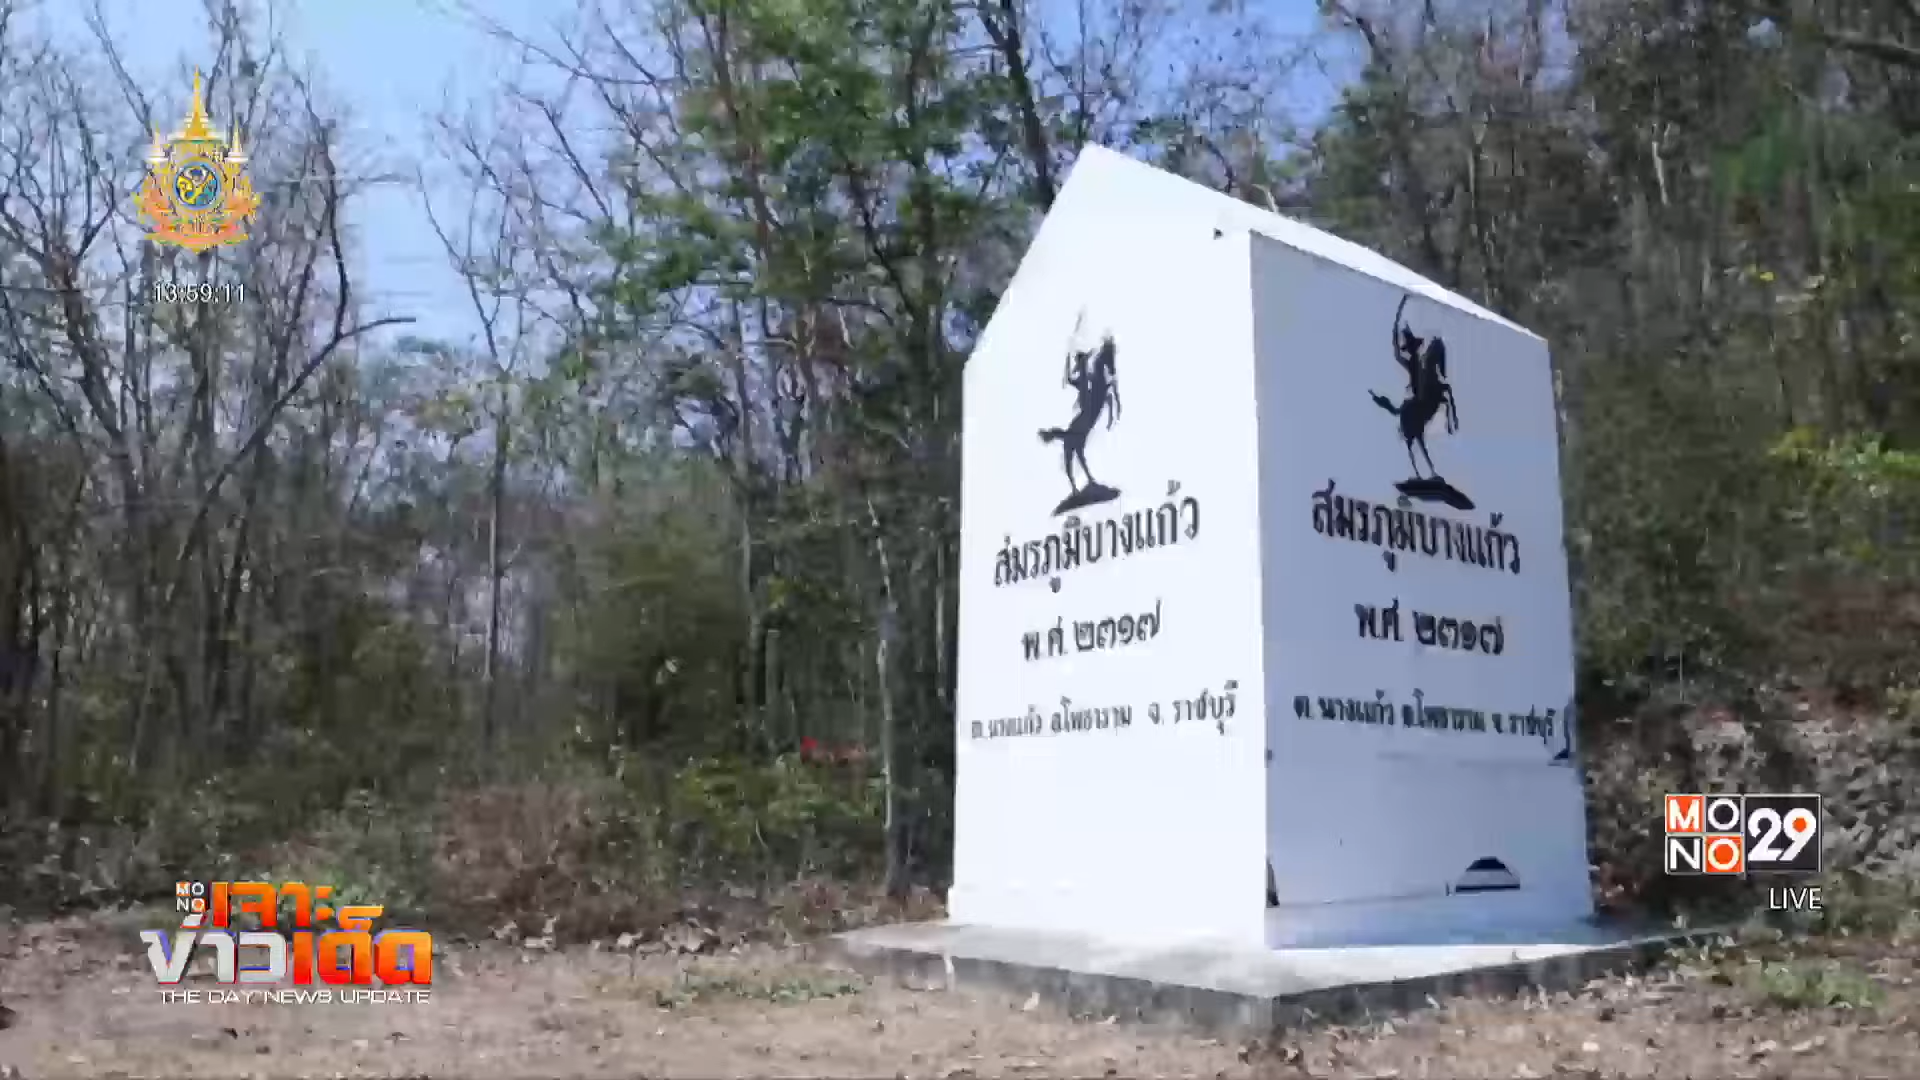 13:59:11
สมรภูมิบางแก้ว
พ.ศ. ๒๓๑๗
ต. นางแก้ว อ.โพธาราม จ. ราชบุรี
สมรภูมิบางแก้ว
พ.ศ. ๒๓๑๗
ต. นางแก้ว อ.โพธาราม จ. ราชบุรี
MONO 29
LIVE
MONO เจาะ
ข่าวเด็ด
THE DAY NEWS UPDATE